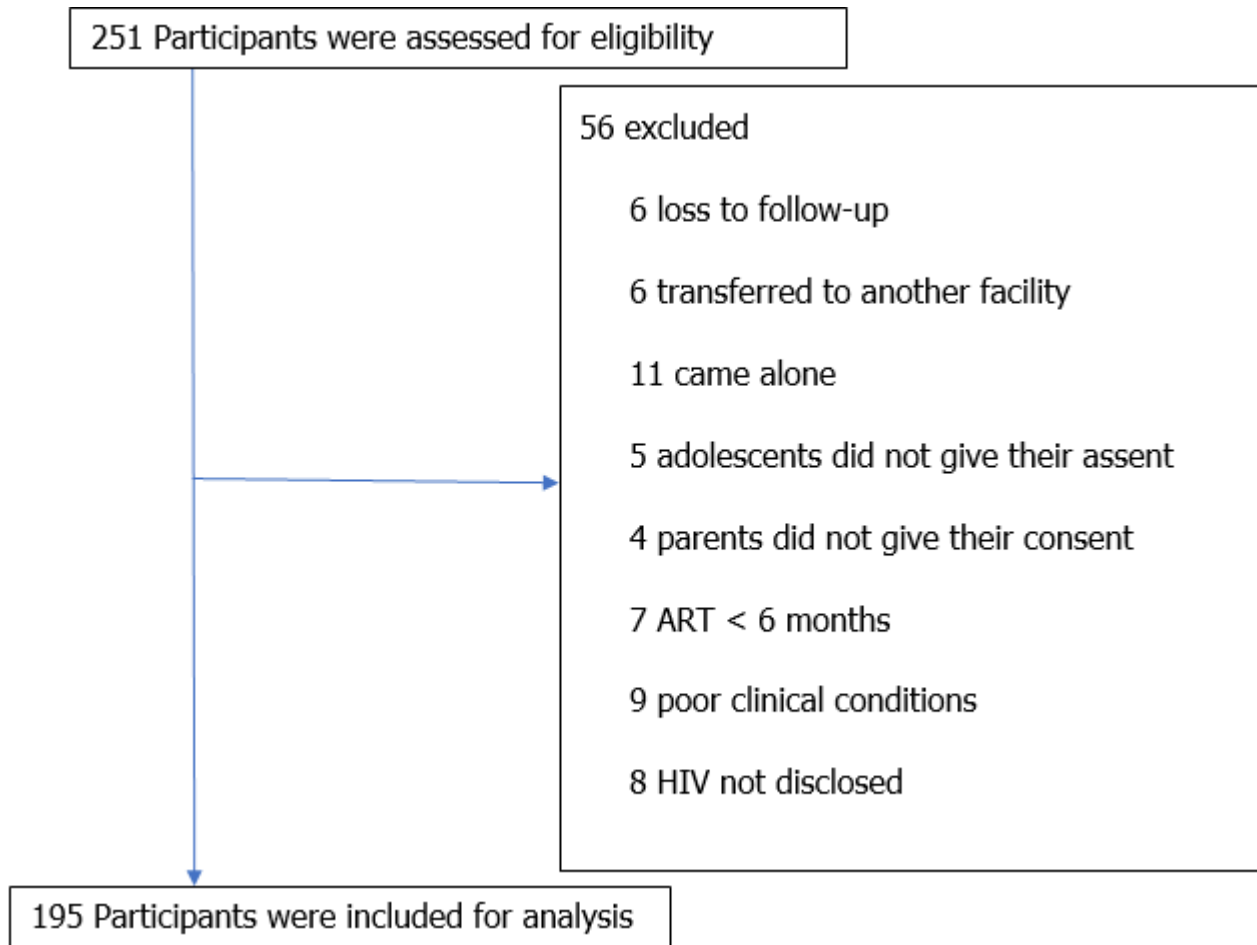 251 Participants were assessed for eligibility
56 excluded
6 loss to follow-up
6 transferred to another facility
11 came alone
5 adolescents did not give their assent
4 parents did not give their consent
7 ART < 6 months
9 poor clinical conditions
8 HIV not disclosed
195 Participants were included for analysis